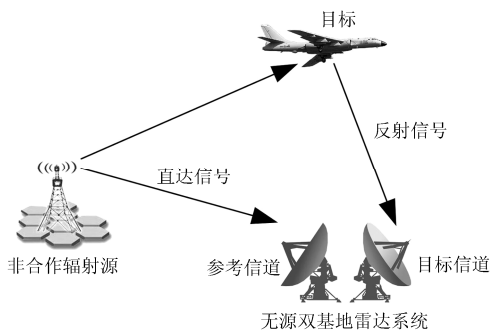 目标
反射信号
直达信号
非合作辐射源
参考信道
目标信道
无源双基地雷达系统